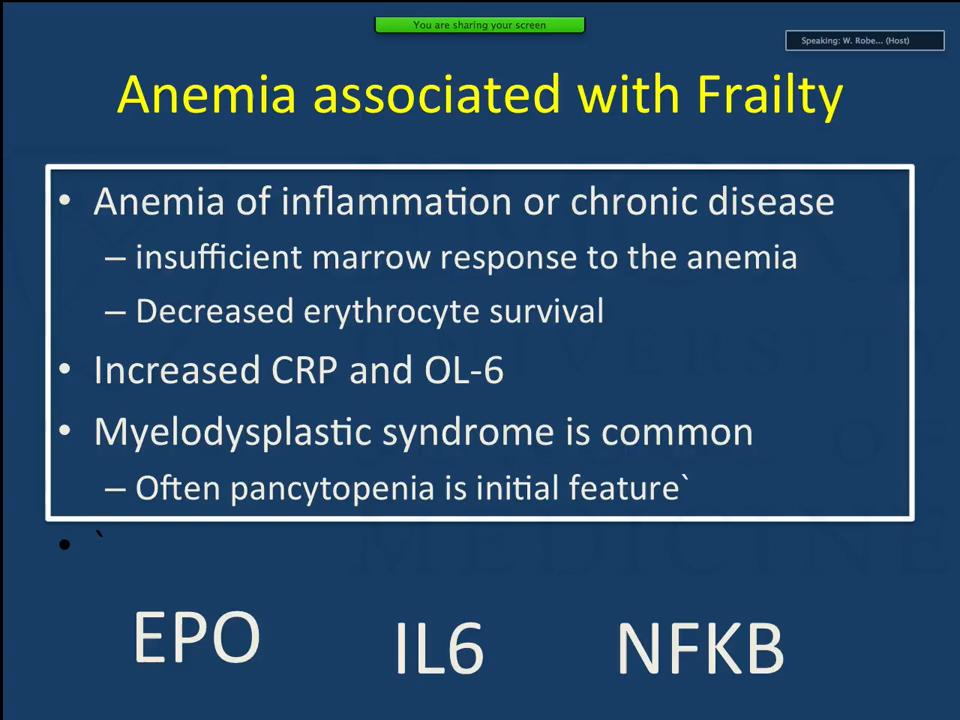 You are sharing your screen
Speaking: W. Robe... (Host)
Anemia associated with Frailty
• Anemia of inflammation or chronic disease
– insufficient marrow response to the anemia
– Decreased erythrocyte survival
• Increased CRP and OL-6
• Myelodysplastic syndrome is common
– Often pancytopenia is initial feature`
• `
EPO IL6 NFKB